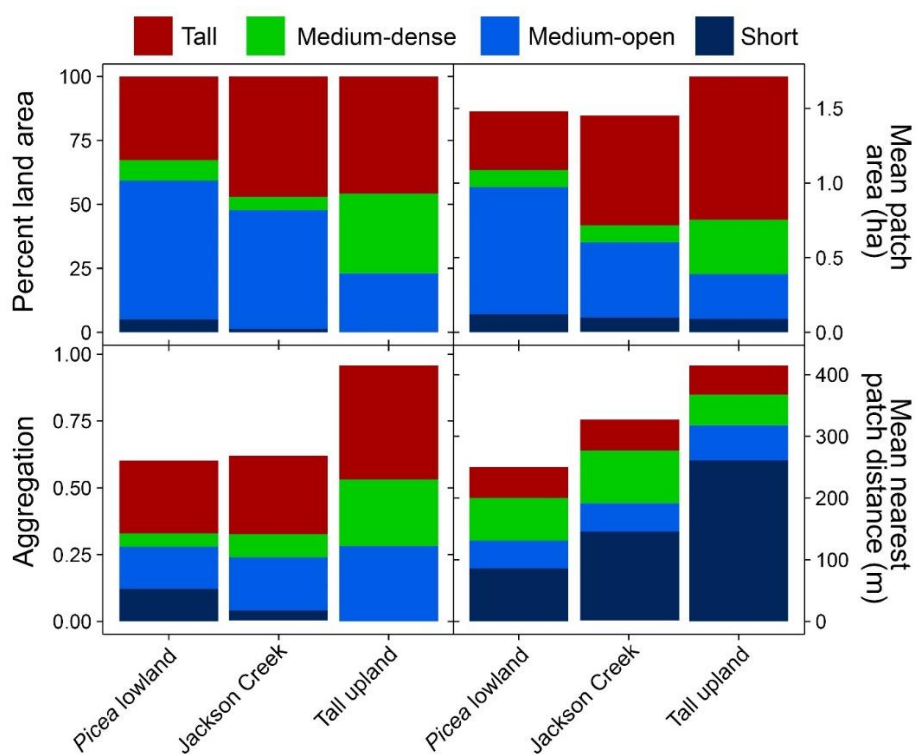 Tall Medium-dense Medium-open Short
Percent land area
100
75
50
25
0
Mean patch
area (ha)
1.5
1.0
0.5
0.0
Aggregation
1.00
0.75
0.50
0.25
0.00
Mean nearest
patch distance (m)
400
300
200
100
0
Picea lowland
Jackson Creek
Tall upland
Picea lowland
Jackson Creek
Tall upland